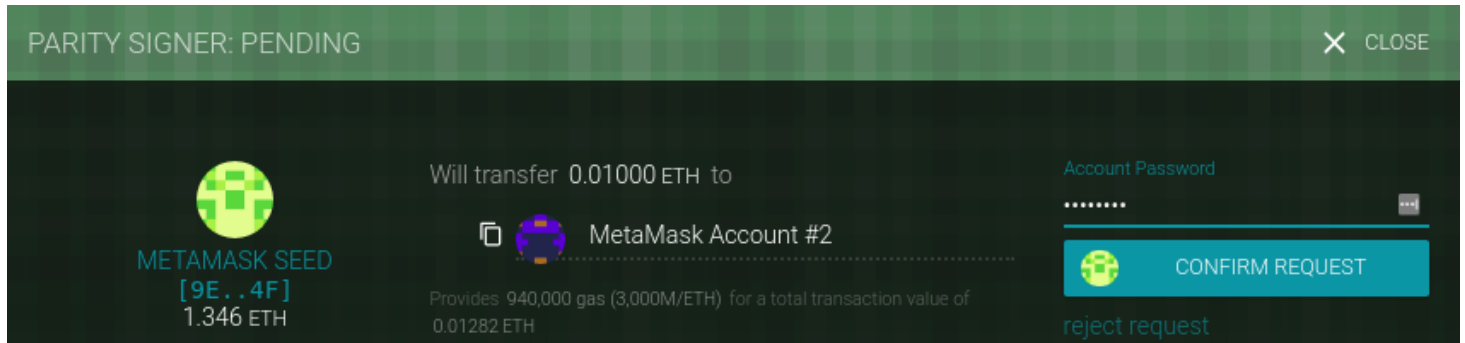 PARITY SIGNER: PENDING
CLOSE
METAMASK SEED
[9E..4F]
1.346 ETH
Will transfer 0.01000 ETH to
MetaMask Account #2
Provides 940,000 gas (3,000M/ETH) for a total transaction value of
0.01282 ETH
Account Password
••••••••
CONFIRM REQUEST
reject request